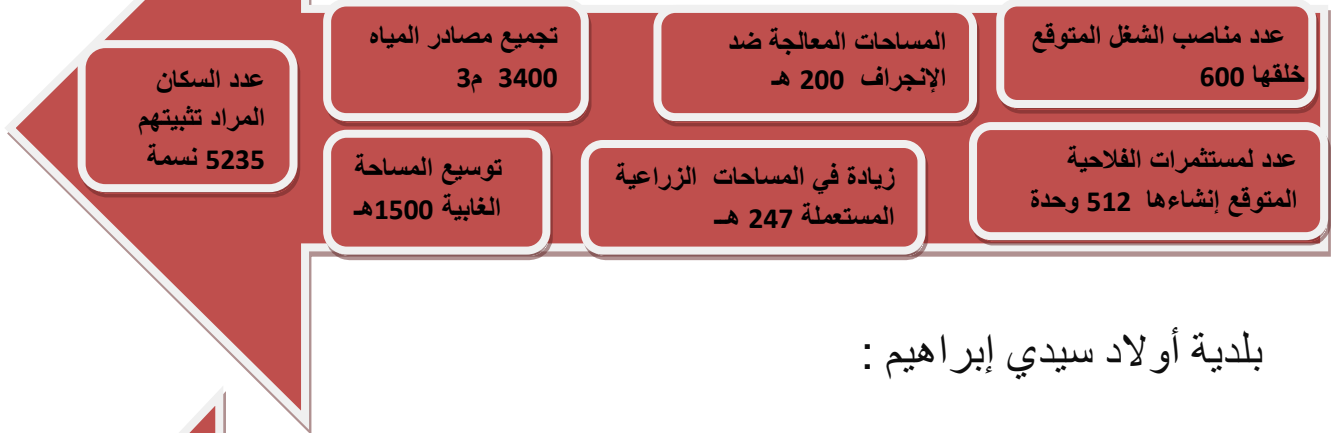 عدد مناصب الشغل المتوقع
خلقها 600
المساحات المعالجة ضد
الإنجراف 200 هـ
تجميع مصادر المياه
3400 م3
عدد السكان
المراد تثبيتهم
5235 نسمة
عدد لمستثمرات الفلاحية
المتوقع إنشاءها 512 وحدة
زيادة في المساحات الزراعية
المستعملة 247 هـ
توسيع المساحة
الغابية 1500هـ
بلدية أولاد سيدي إبراهيم :